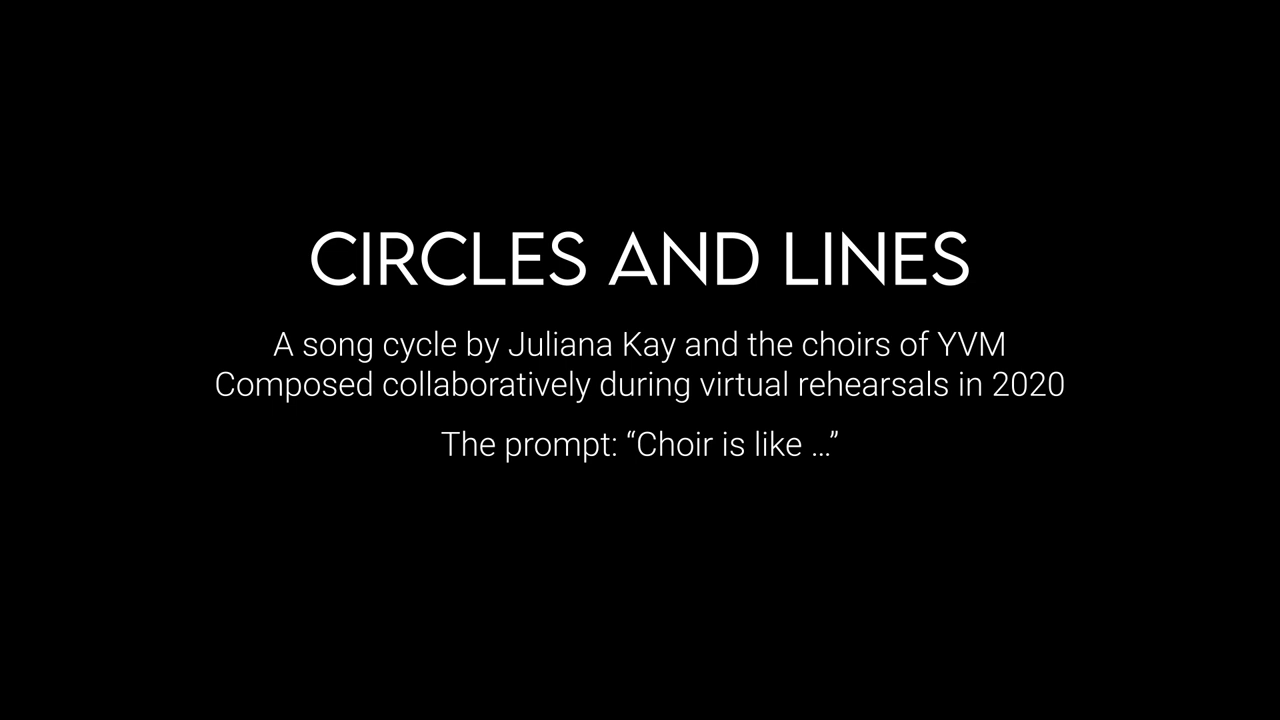 CIRCLES AND LINES
A song cycle by Juliana Kay and the choirs of YVM
Composed collaboratively during virtual rehearsals in 2020
The prompt: “Choir is like ...”